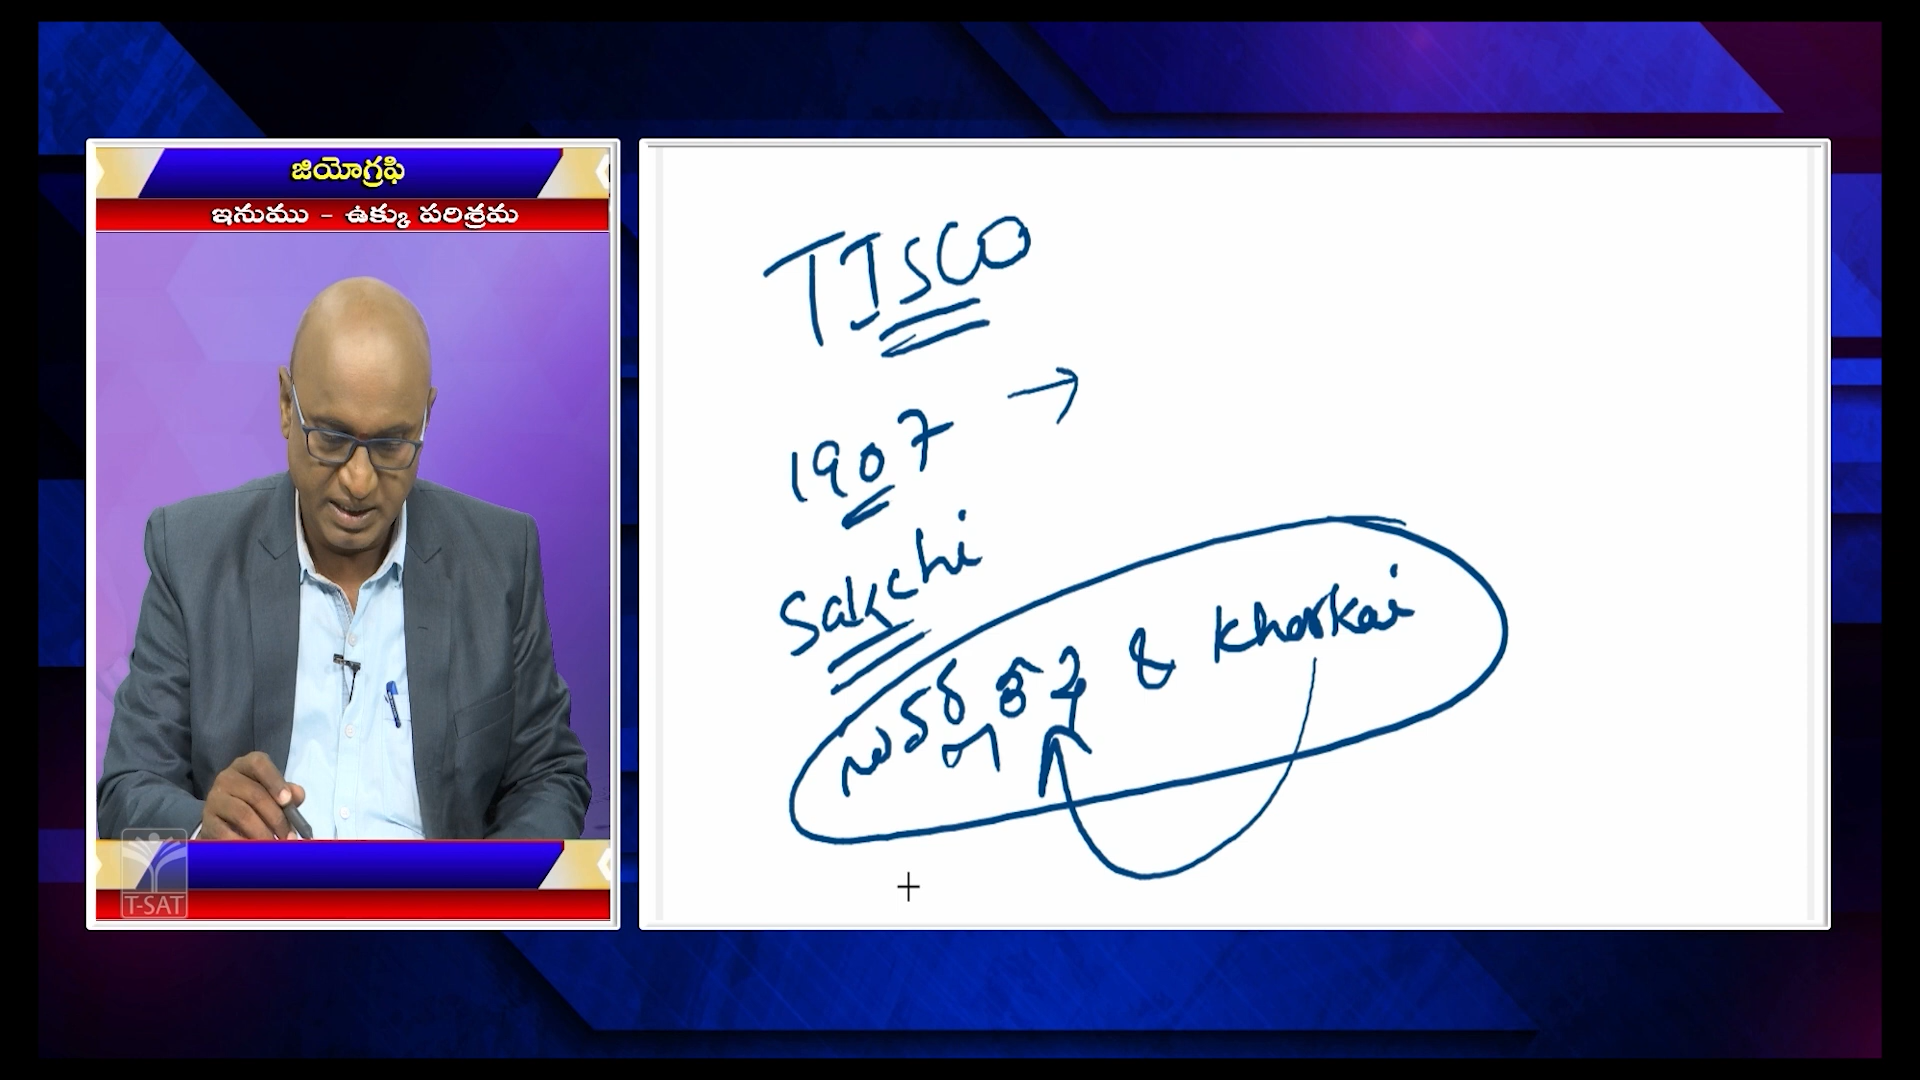 జియోగ్రఫి
ఇనుము - ఉక్కు పరిశ్రమ
TISCO
1907 →
Sakchi
సువర్ణరేఖ & Kharkai
T-SAT